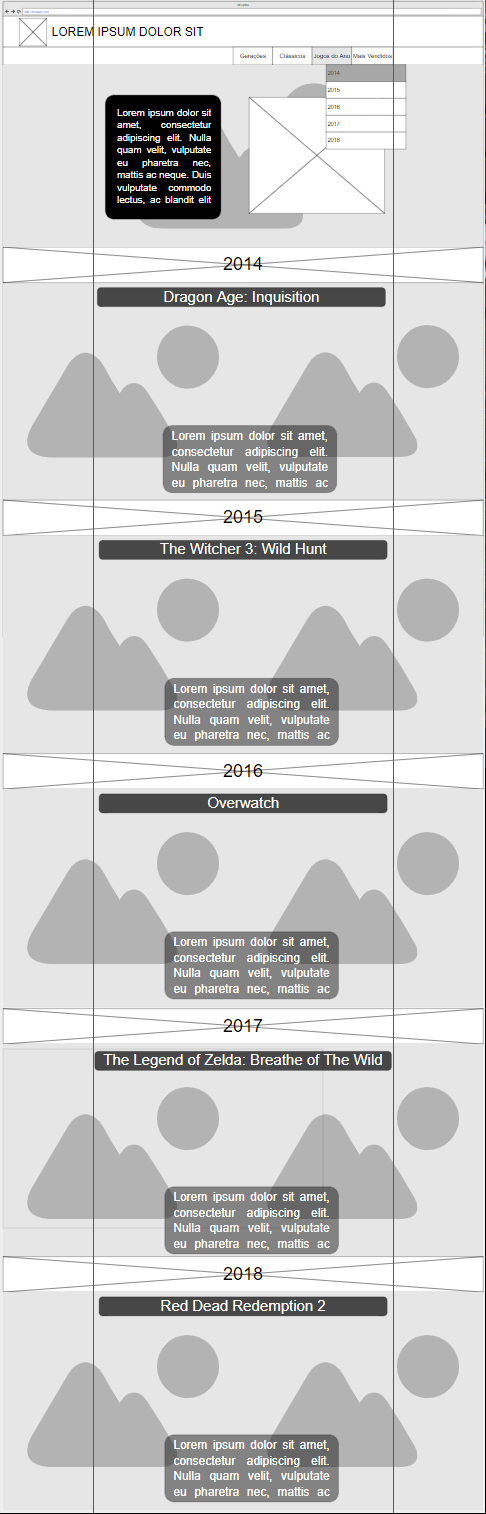 LOREM IPSUM DOLOR SIT
Gerações Clássicos Jogos do Ano Mais Vendidos
2014
2015
2016
2017
2018
Lorem ipsum dolor sit
amet, consectetur
adipiscing elit. Nulla
quam velit, vulputate
eu pharetra nec,
mattis ac neque. Duis
vulputate commodo
lectus, ac blandit elit
2014
Dragon Age: Inquisition
Lorem ipsum dolor sit amet,
consectetur adipiscing elit.
Nulla quam velit, vulputate
eu pharetra nec, mattis ac
2015
The Witcher 3: Wild Hunt
Lorem ipsum dolor sit amet,
consectetur adipiscing elit.
Nulla quam velit, vulputate
eu pharetra nec, mattis ac
2016
Overwatch
Lorem ipsum dolor sit amet,
consectetur adipiscing elit.
Nulla quam velit, vulputate
eu pharetra nec, mattis ac
2017
The Legend of Zelda: Breathe of The Wild
Lorem ipsum dolor sit amet,
consectetur adipiscing elit.
Nulla quam velit, vulputate
eu pharetra nec, mattis ac
2018
Red Dead Redemption 2
Lorem ipsum dolor sit amet,
consectetur adipiscing elit.
Nulla quam velit, vulputate
eu pharetra nec, mattis ac